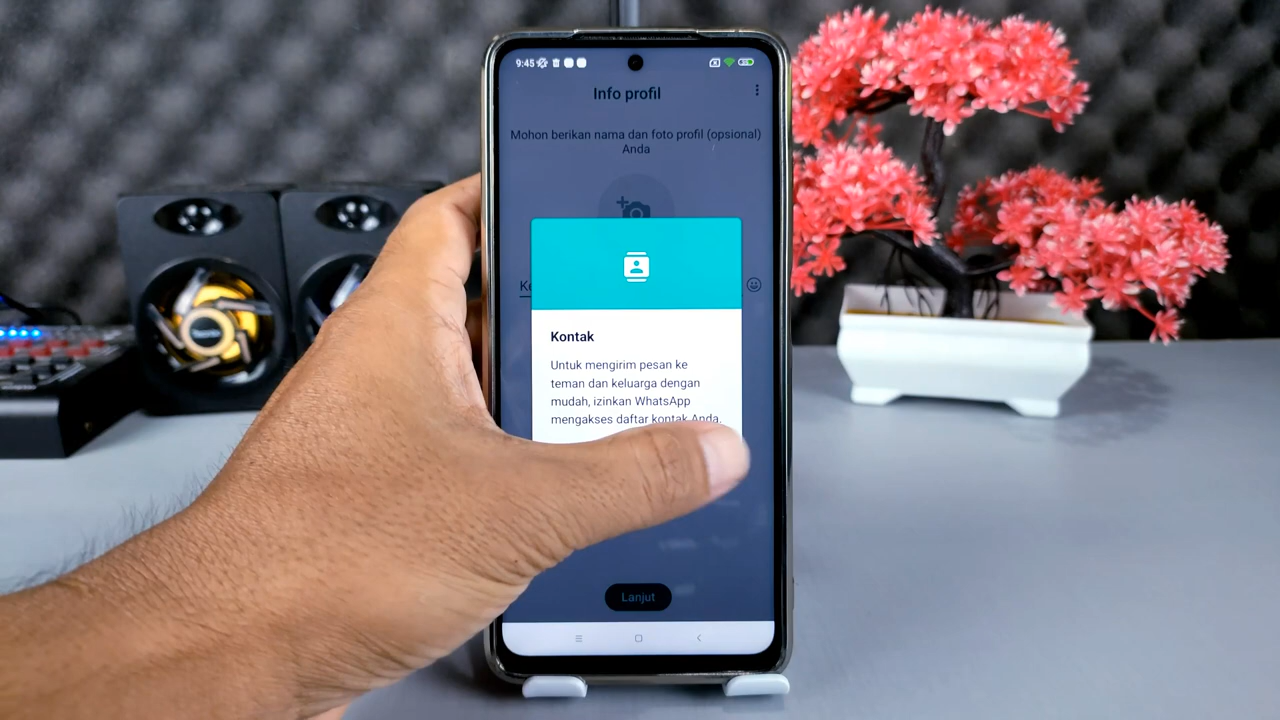 9:45
Info profil
Mohon berikan nama dan foto profil (opsional)
Anda
Kontak
Untuk mengirim pesan ke
teman dan keluarga dengan
mudah, izinkan WhatsApp
mengakses daftar kontak Anda.
Lanjut